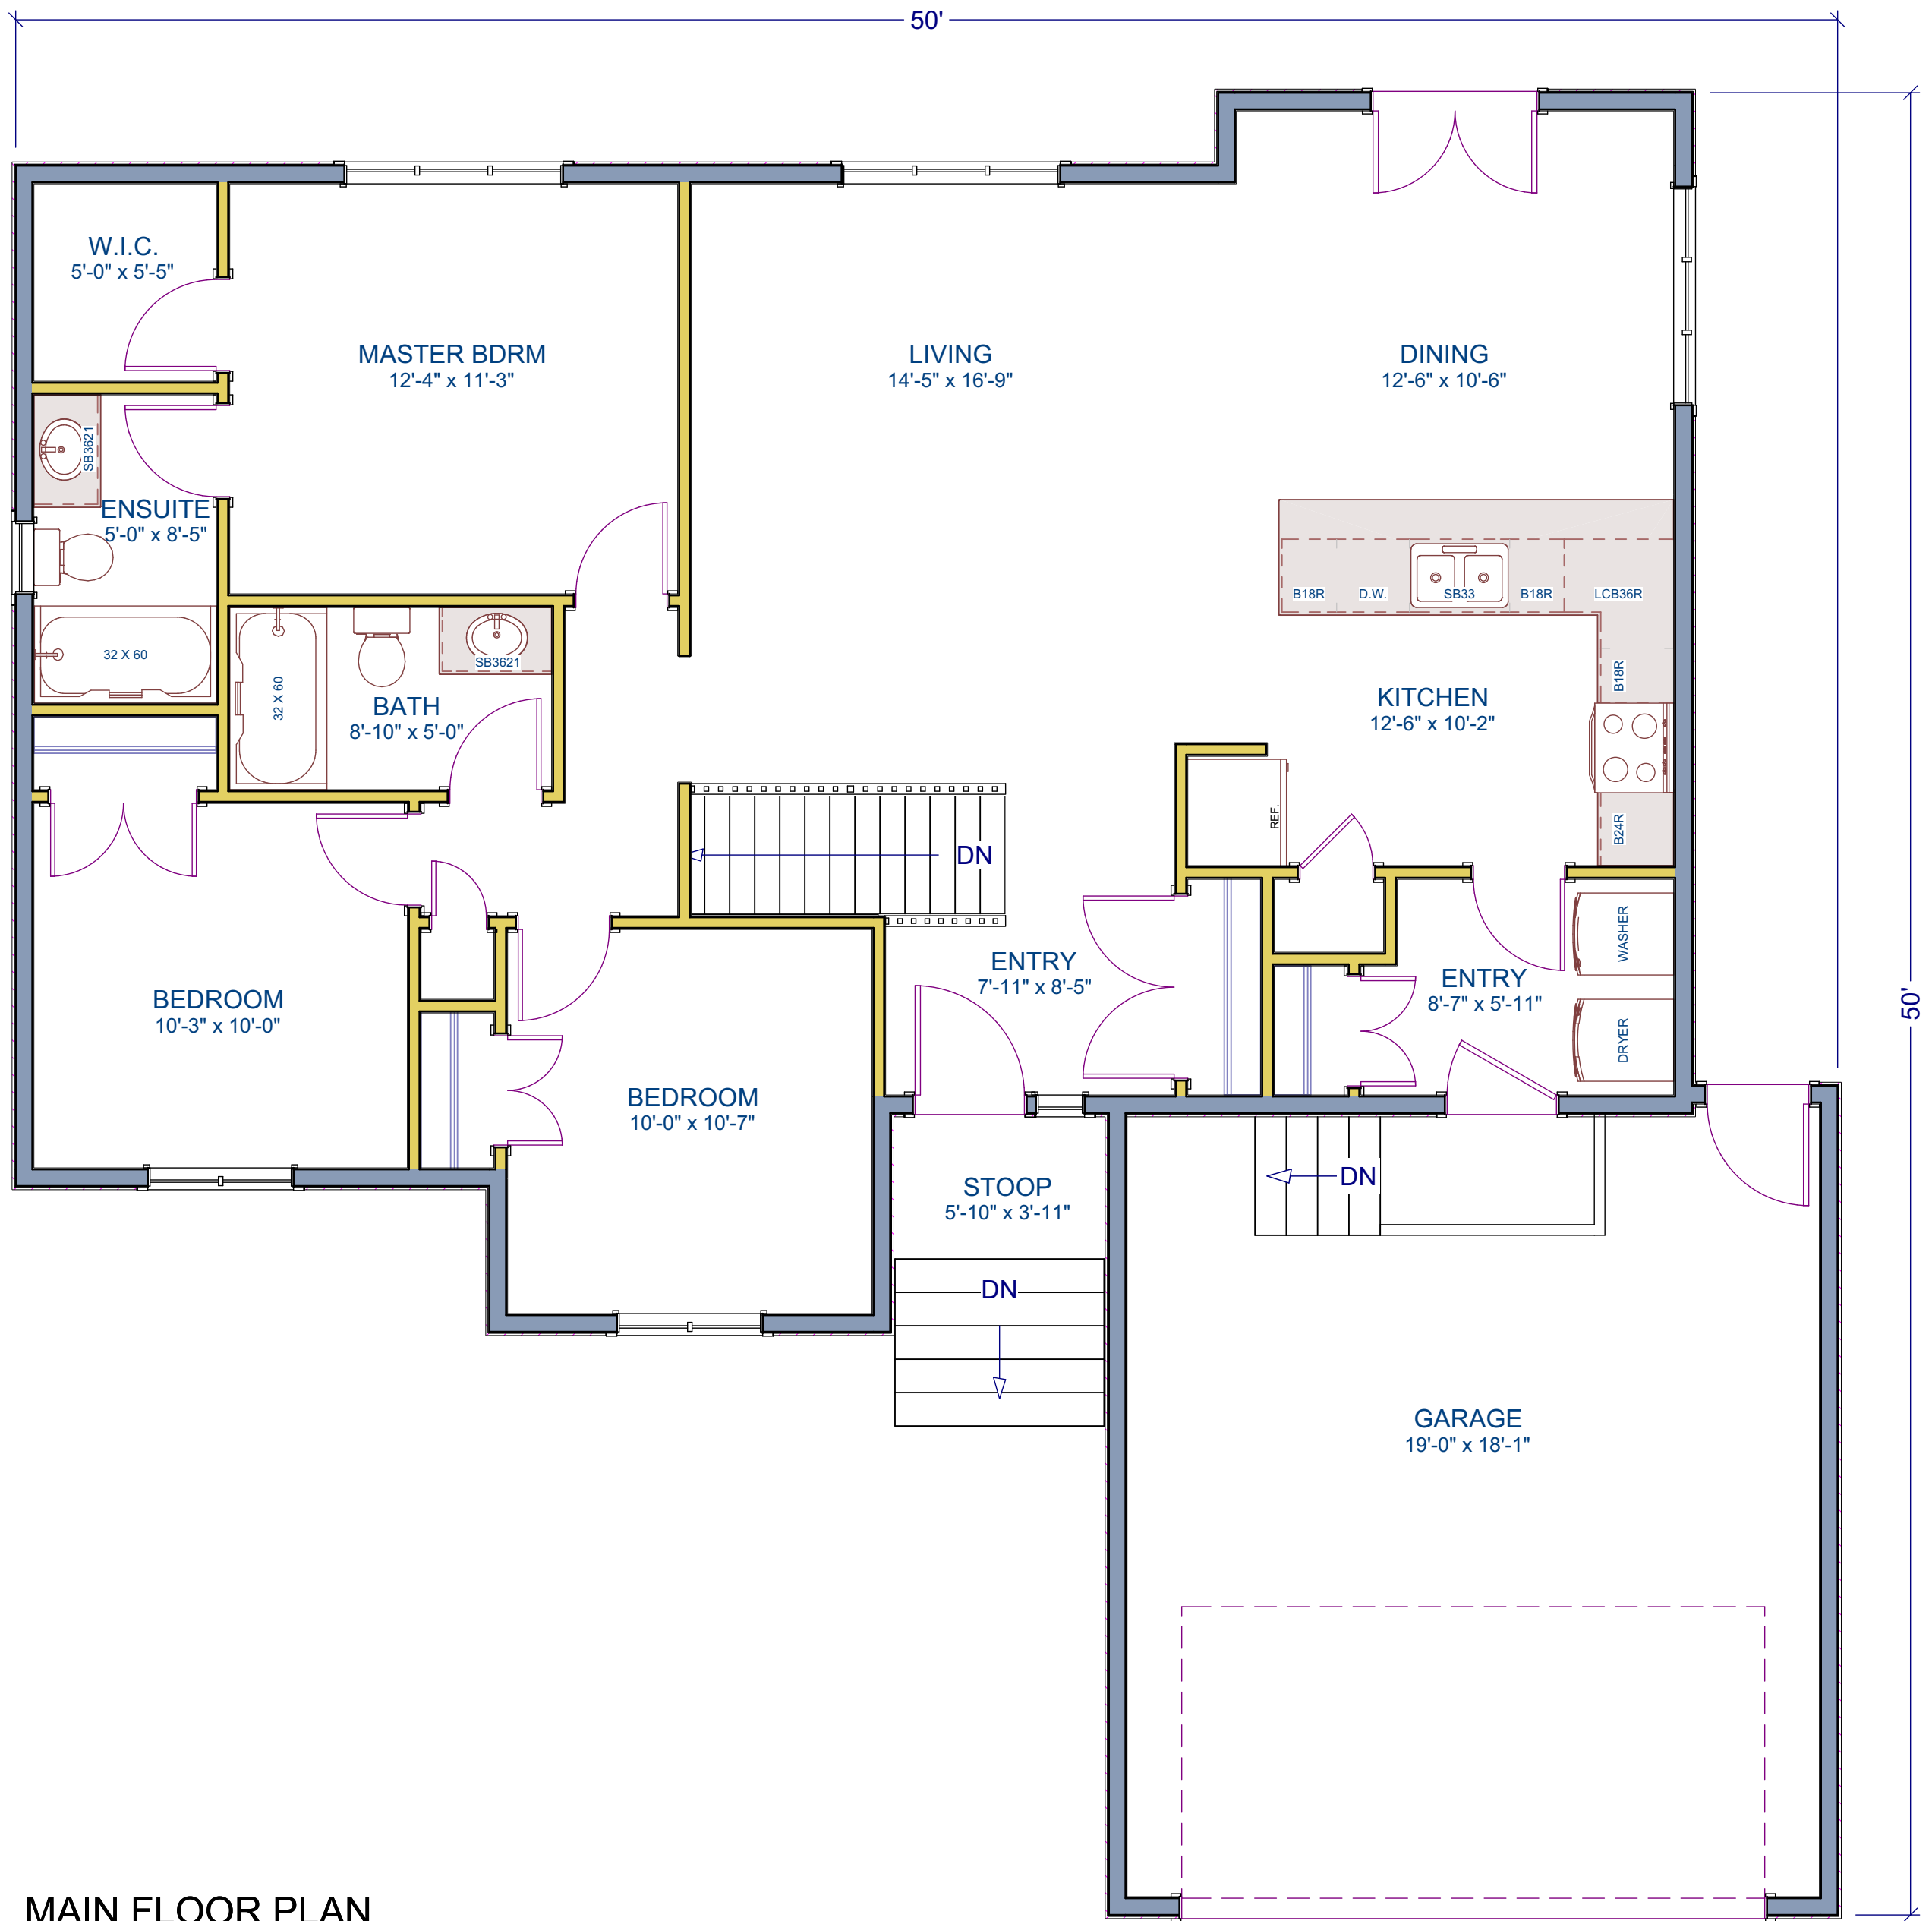 50'
W.I.C.
5'-0" x 5'-5"
MASTER BDRM
12'-4" x 11'-3"
LIVING
14'-5" x 16'-9"
DINING
12'-6" x 10'-6"
SB3621
ENSUITE
5'-0" x 8'-5"
32 X 60
32 X 60
SB3621
BATH
8'-10" x 5'-0"
B18R
D.W.
SB33
B18R
LCB36R
B18R
KITCHEN
12'-6" x 10'-2"
REF.
B24R
DN
ENTRY
7'-11" x 8'-5"
ENTRY
8'-7" x 5'-11"
WASHER
DRYER
50'
BEDROOM
10'-3" x 10'-0"
BEDROOM
10'-0" x 10'-7"
STOOP
5'-10" x 3'-11"
DN
DN
GARAGE
19'-0" x 18'-1"
MAIN FLOOR PLAN